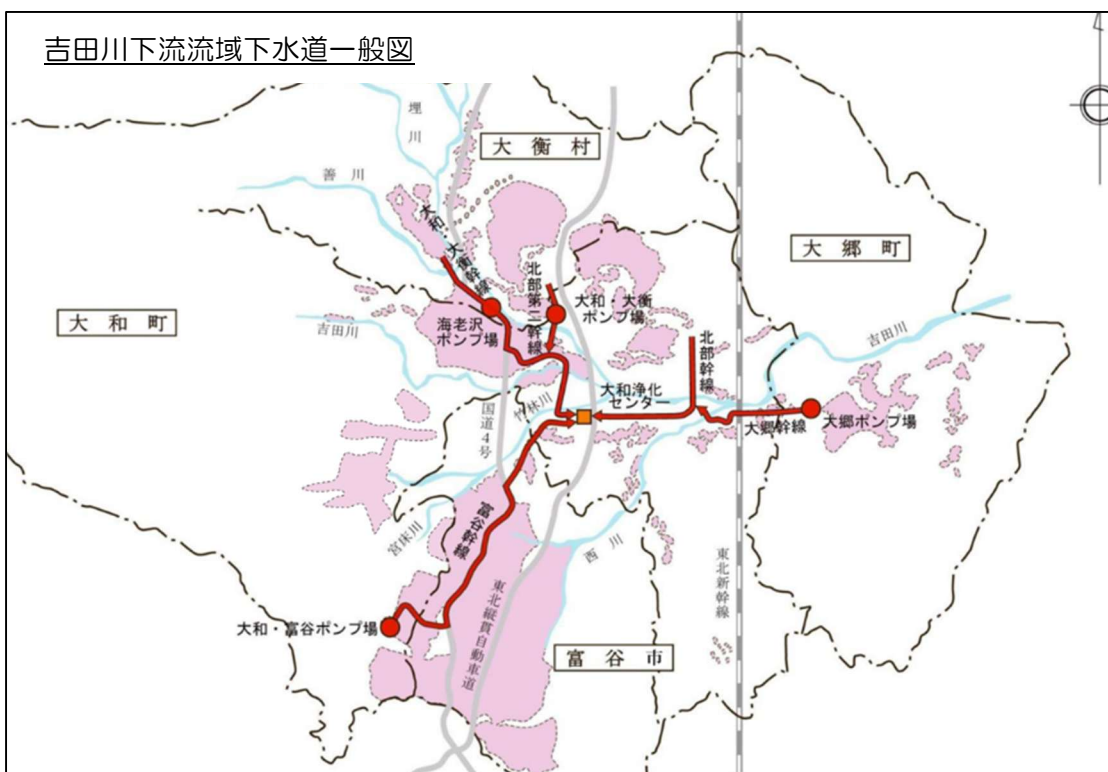 吉田川下流流域下水道一般図
埋川
大衡村
善川
大和・大衡幹線
大郷町
北部第二幹線
大和・大衡
ポンプ場
大和町
海老沢
ポンプ場
吉田川
吉田川
北部幹線
大和浄化
センター
竹林川
国道4号
大郷幹線
大郷ポンプ場
富谷幹線
宮床川
西川
東北新幹線
東北縦貫自動車道
大和・富谷ポンプ場
富谷市